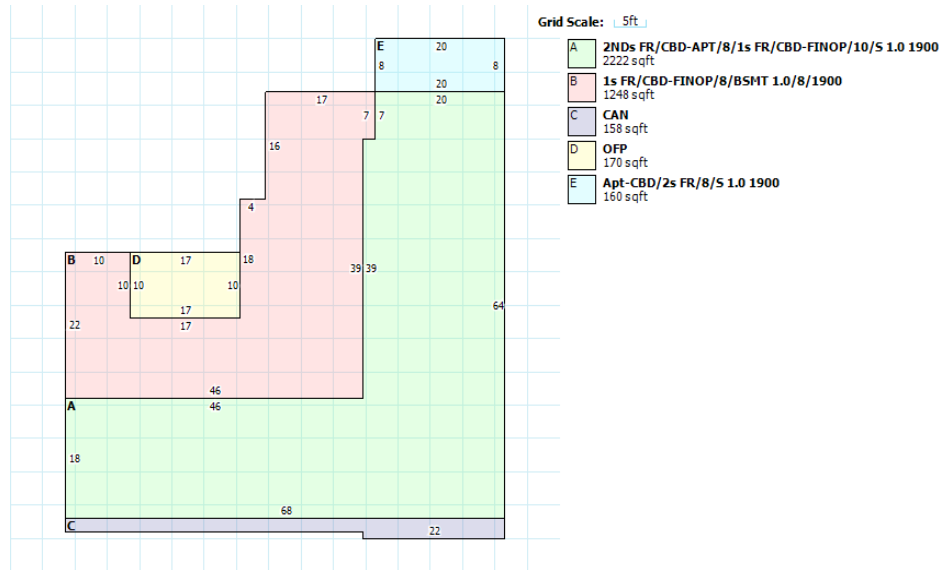 Grid Scale: 5ft
A 2NDs FR/CBD-APT/8/1s FR/CBD-FINOP/10/S 1.0 1900
2222 sqft
B 1s FR/CBD-FINOP/8/BSMT 1.0/8/1900
1248 sqft
C CAN
158 sqft
D OFP
170 sqft
E Apt-CBD/2s FR/8/S 1.0 1900
160 sqft
E 20
8 8
20
17 20
7 7
16
4
B 10 D 17 18
39 39
10 10 10
64
17
17
22
46
A 46
18
68
C 22